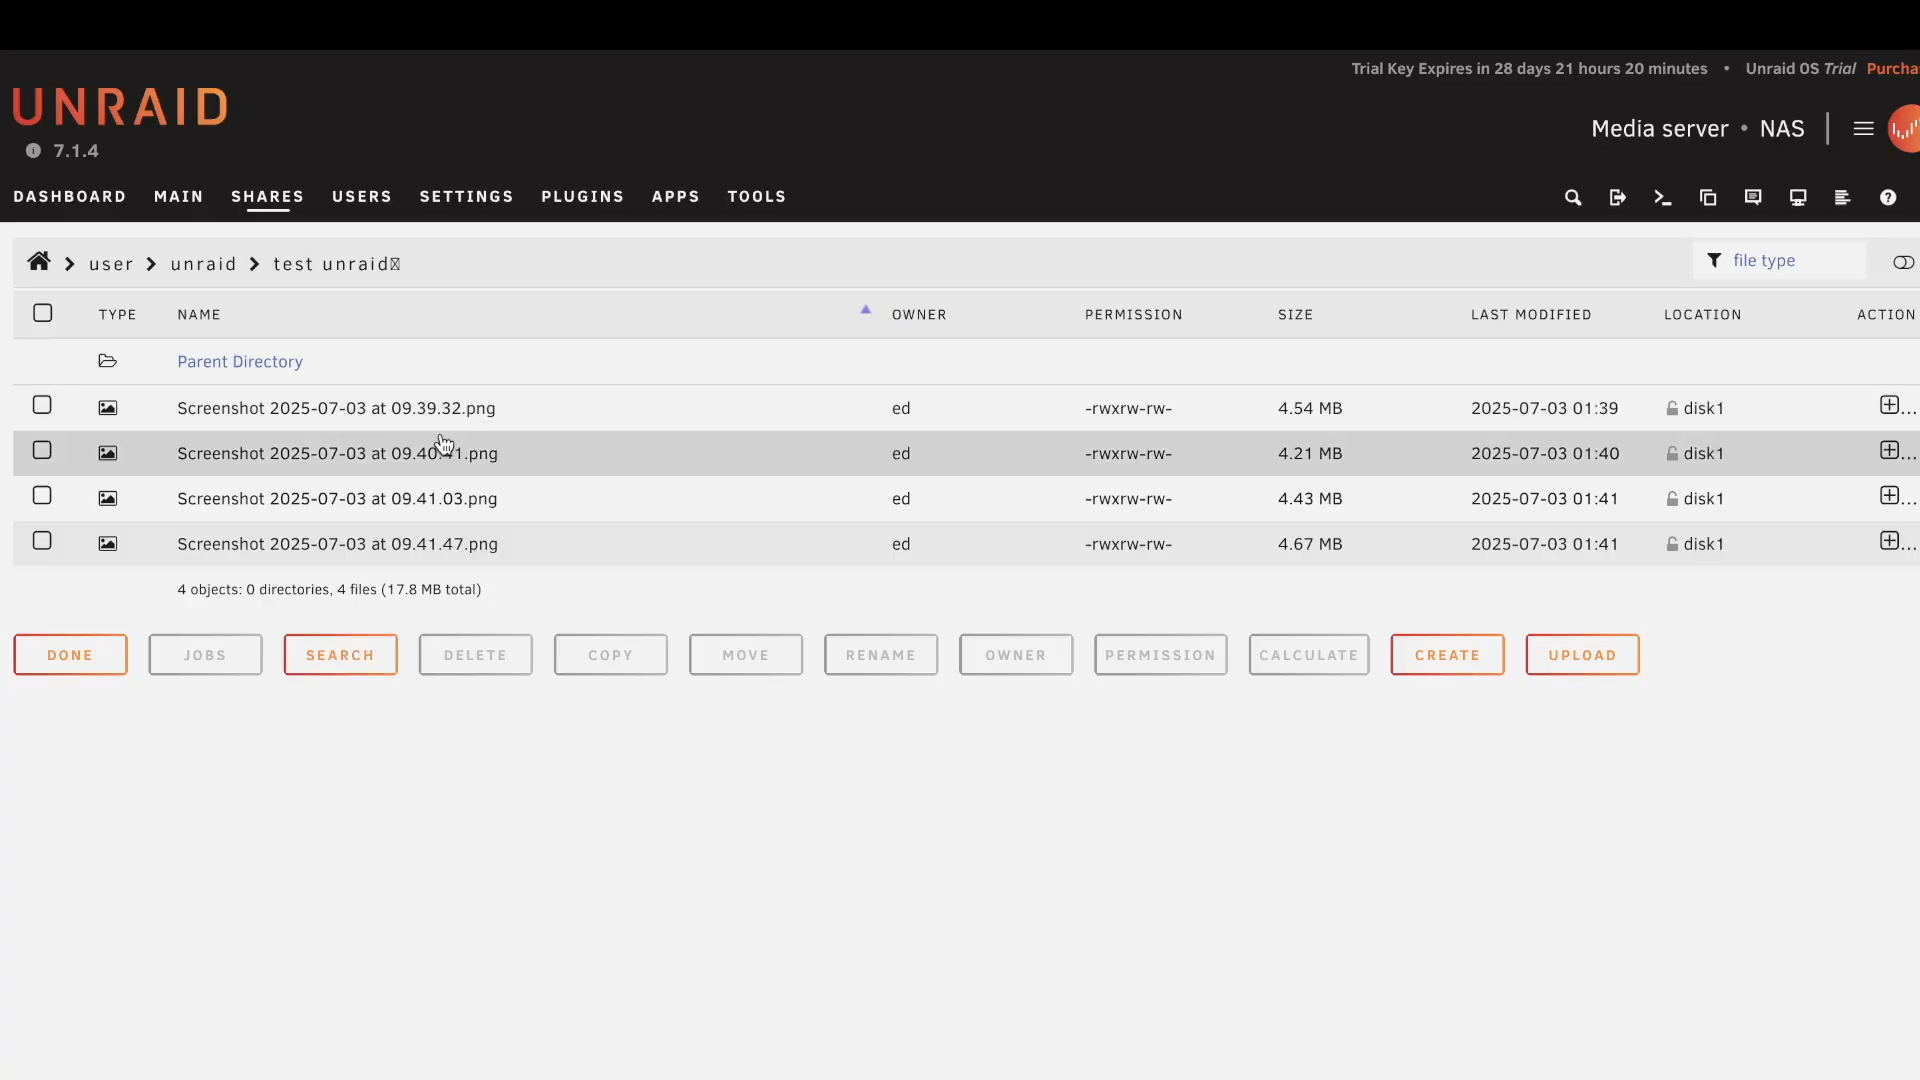 Trial Key Expires in 28 days 21 hours 20 minutes • Unraid OS Trial Purcha
UNRAID
7.1.4
Media server • NAS
DASHBOARD MAIN SHARES USERS SETTINGS PLUGINS APPS TOOLS
user unraid test unraid
file type
TYPE NAME OWNER PERMISSION SIZE LAST MODIFIED LOCATION ACTION
Parent Directory
Screenshot 2025-07-03 at 09.39.32.png ed -rwxrw-rw- 4.54 MB 2025-07-03 01:39 disk1 ...
Screenshot 2025-07-03 at ed -rwxrw-rw- 4.21 MB 2025-07-03 01:40 disk1 ...
Screenshot 2025-07-03 at 09.41.03.png ed -rwxrw-rw- 4.43 MB 2025-07-03 01:41 disk1 ...
Screenshot 2025-07-03 at 09.41.47.png ed -rwxrw-rw- 4.67 MB 2025-07-03 01:41 disk1 ...
4 objects: 0 directories, 4 files (17.8 MB total)
DONE JOBS SEARCH DELETE COPY MOVE RENAME OWNER PERMISSION CALCULATE CREATE UPLOAD